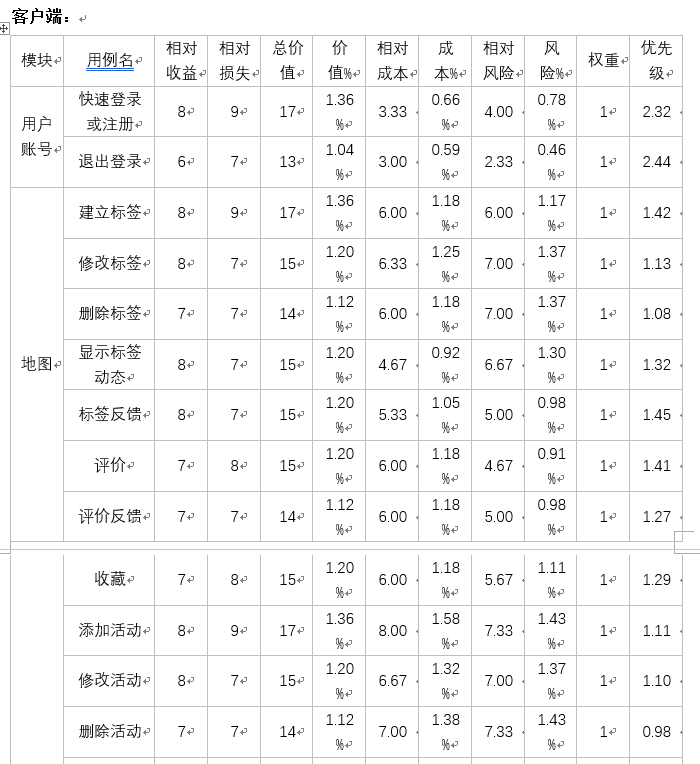 客户端：
模块 用例名 相对收益 相对损失 总价值 价值% 相对成本 成本% 相对风险 风险% 权重 优先级
用户账号 快速登录或注册 8 9 17 1.36% 3.33 0.66% 4.00 0.78% 1 2.32
退出登录 6 7 13 1.04% 3.00 0.59% 2.33 0.46% 1 2.44
地图 建立标签 8 9 17 1.36% 6.00 1.18% 6.00 1.17% 1 1.42
修改标签 8 7 15 1.20% 6.33 1.25% 7.00 1.37% 1 1.13
删除标签 7 7 14 1.12% 6.00 1.18% 7.00 1.37% 1 1.08
显示标签动态 8 7 15 1.20% 4.67 0.92% 6.67 1.30% 1 1.32
标签反馈 8 7 15 1.20% 5.33 1.05% 5.00 0.98% 1 1.45
评价 7 8 15 1.20% 6.00 1.18% 4.67 0.91% 1 1.41
评价反馈 7 7 14 1.12% 6.00 1.18% 5.00 0.98% 1 1.27
收藏 7 8 15 1.20% 6.00 1.18% 5.67 1.11% 1 1.29
添加活动 8 9 17 1.36% 8.00 1.58% 7.33 1.43% 1 1.11
修改活动 8 7 15 1.20% 6.67 1.32% 7.00 1.37% 1 1.10
删除活动 7 7 14 1.12% 7.00 1.38% 7.33 1.43% 1 0.98